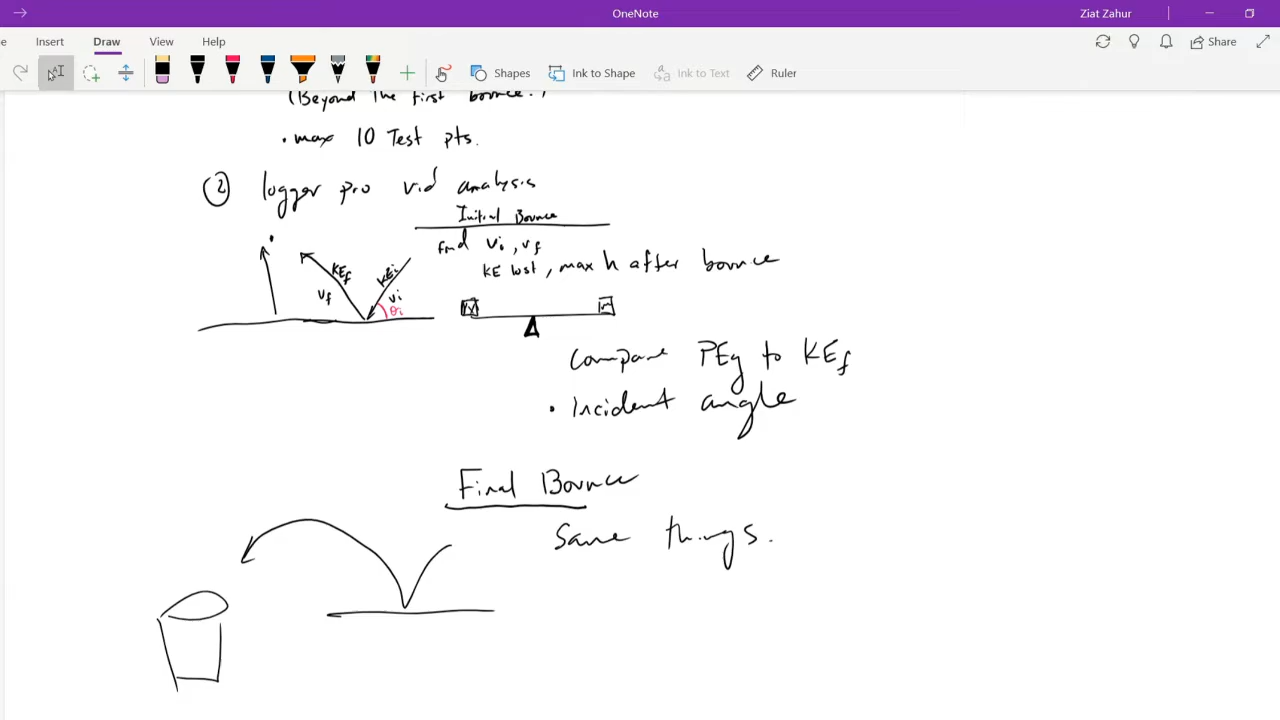 OneNote
Ziat Zahur
Insert Draw View Help
Share
Shapes Ink to Shape Ink to Text Ruler
(Beyond the first bounce.)
• max 10 Test pts.
② logger pro vid analysis
Initial Bounce
find vi, vf
KE lost, max h after bounce
KEf KEi
vf vi
θi
m m
Compare PEg to KEf
• Incident angle
Final Bounce
Same things.